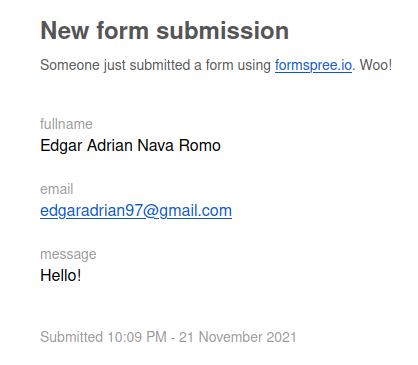 New form submission
Someone just submitted a form using formspree.io. Woo!
fullname
Edgar Adrian Nava Romo
email
edgaradrian97@gmail.com
message
Hello!
Submitted 10:09 PM - 21 November 2021